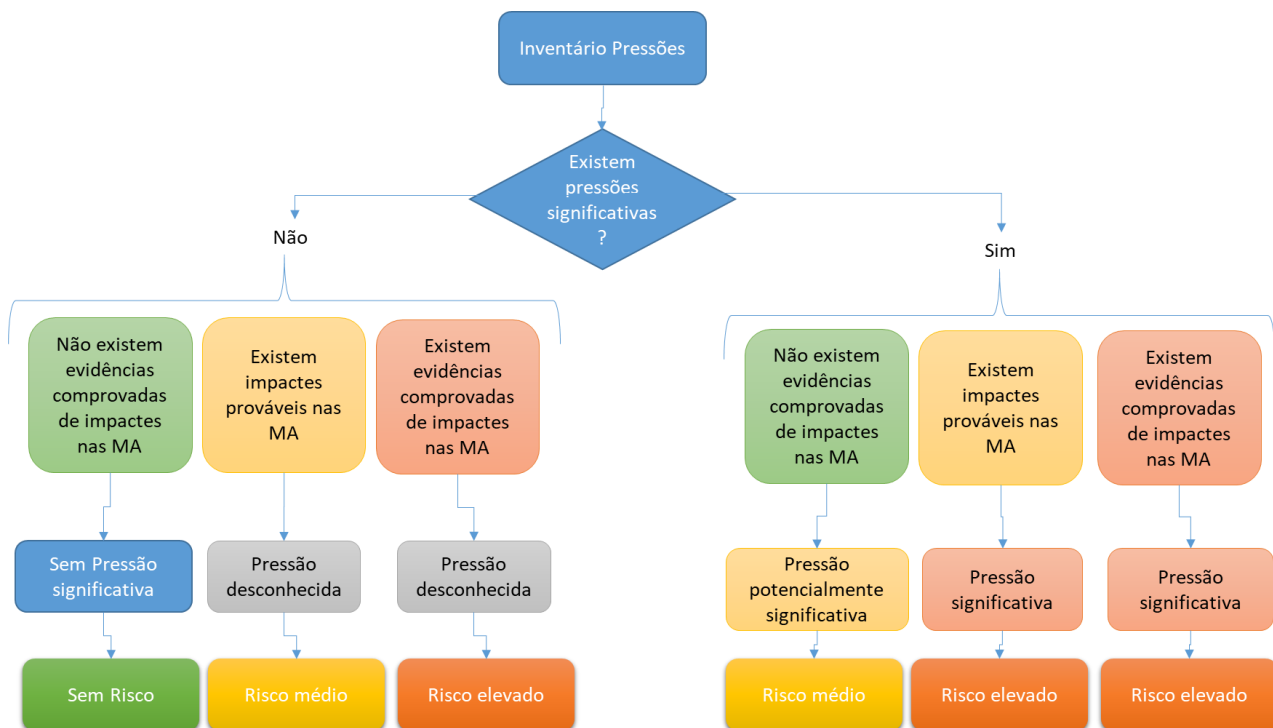 Inventário Pressões
Existem
pressões
significativas
?
Não
Sim
Não existem
evidências
comprovadas
de impactes
nas MA
Existem
impactes
prováveis nas
MA
Existem
evidências
comprovadas
de impactes
nas MA
Não existem
evidências
comprovadas
de impactes
nas MA
Existem
impactes
prováveis nas
MA
Existem
evidências
comprovadas
de impactes
nas MA
Sem Pressão
significativa
Pressão
desconhecida
Pressão
desconhecida
Pressão
potencialmente
significativa
Pressão
significativa
Pressão
significativa
Sem Risco
Risco médio
Risco elevado
Risco médio
Risco elevado
Risco elevado